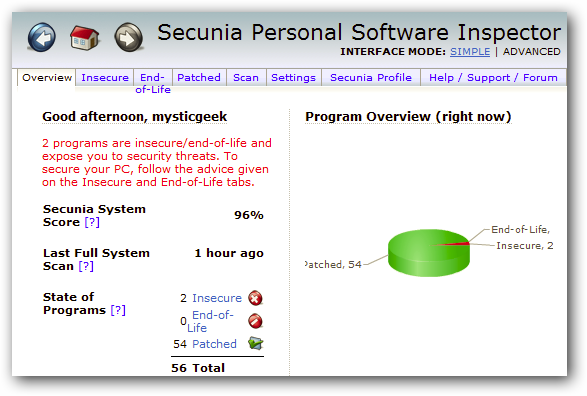 Secunia Personal Software Inspector
INTERFACE MODE: SIMPLE | ADVANCED
Overview Insecure End-of-Life Patched Scan Settings Secunia Profile Help / Support / Forum
Good afternoon, mysticgeek
2 programs are insecure/end-of-life and
expose you to security threats. To
secure your PC, follow the advice given
on the Insecure and End-of-Life tabs.
Secunia System
Score [?] 96%
Last Full System
Scan [?] 1 hour ago
State of
Programs [?]
2 Insecure
0 End-of-
Life
54 Patched
56 Total
Program Overview (right now)
End-of-Life,
Insecure, 2
Patched, 54